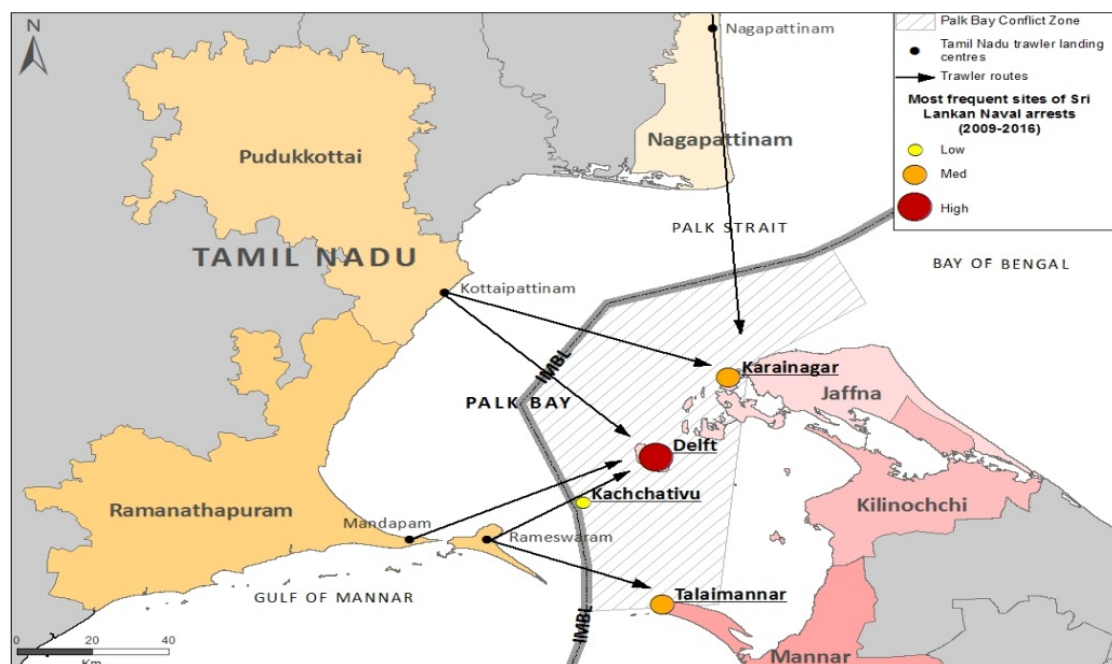 N
Nagapattinam
Palk Bay Conflict Zone
Tamil Nadu trawler landing
centres
Trawler routes
Most frequent sites of Sri
Lankan Naval arrests
(2009-2016)
Low
Med
High
Pudukkottai
Nagapattinam
PALK STRAIT
TAMIL NADU
BAY OF BENGAL
Kottaipattinam
IMBL
Karainagar
Jaffna
PALK BAY
Delft
Kachchativu
Kilinochchi
Ramanathapuram
Mandapam
Rameswaram
GULF OF MANNAR
Talaimannar
IMBL
Mannar
0 20 40
Km